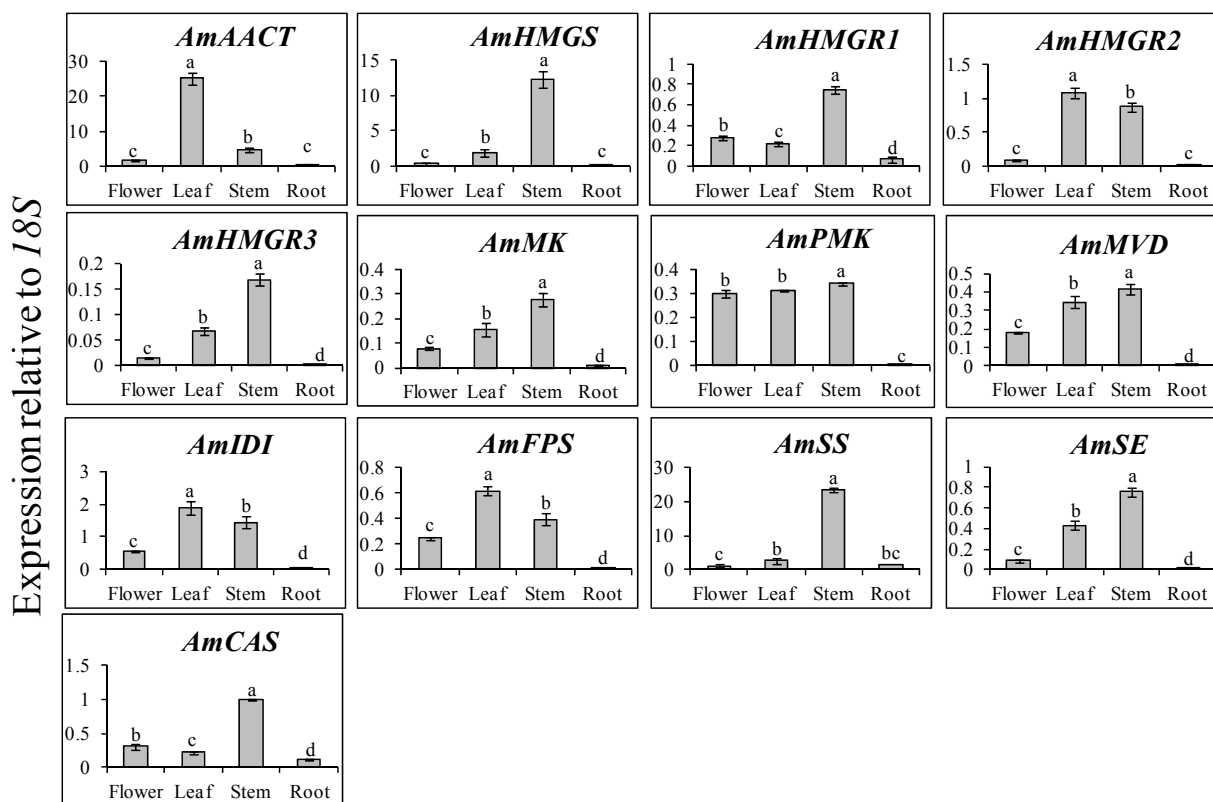 Expression relative to 18S
AmAACT
30
20
10
0
c
a
b
c
Flower Leaf Stem Root
AmHMGS
15
10
5
0
c
b
a
c
Flower Leaf Stem Root
AmHMGR1
1
0.8
0.6
0.4
0.2
0
b
c
a
d
Flower Leaf Stem Root
AmHMGR2
1.5
1
0.5
0
c
a
b
c
Flower Leaf Stem Root
AmHMGR3
0.2
0.15
0.1
0.05
0
c
b
a
d
Flower Leaf Stem Root
AmMK
0.4
0.3
0.2
0.1
0
c
b
a
d
Flower Leaf Stem Root
AmPMK
0.4
0.3
0.2
0.1
0
b
b
a
c
Flower Leaf Stem Root
AmMVD
0.5
0.4
0.3
0.2
0.1
0
c
b
a
d
Flower Leaf Stem Root
AmIDI
3
2
1
0
c
a
b
d
Flower Leaf Stem Root
AmFPS
0.8
0.6
0.4
0.2
0
c
a
b
d
Flower Leaf Stem Root
AmSS
30
20
10
0
c
b
a
bc
Flower Leaf Stem Root
AmSE
1
0.8
0.6
0.4
0.2
0
c
b
a
d
Flower Leaf Stem Root
AmCAS
1.5
1
0.5
0
b
c
a
d
Flower Leaf Stem Root